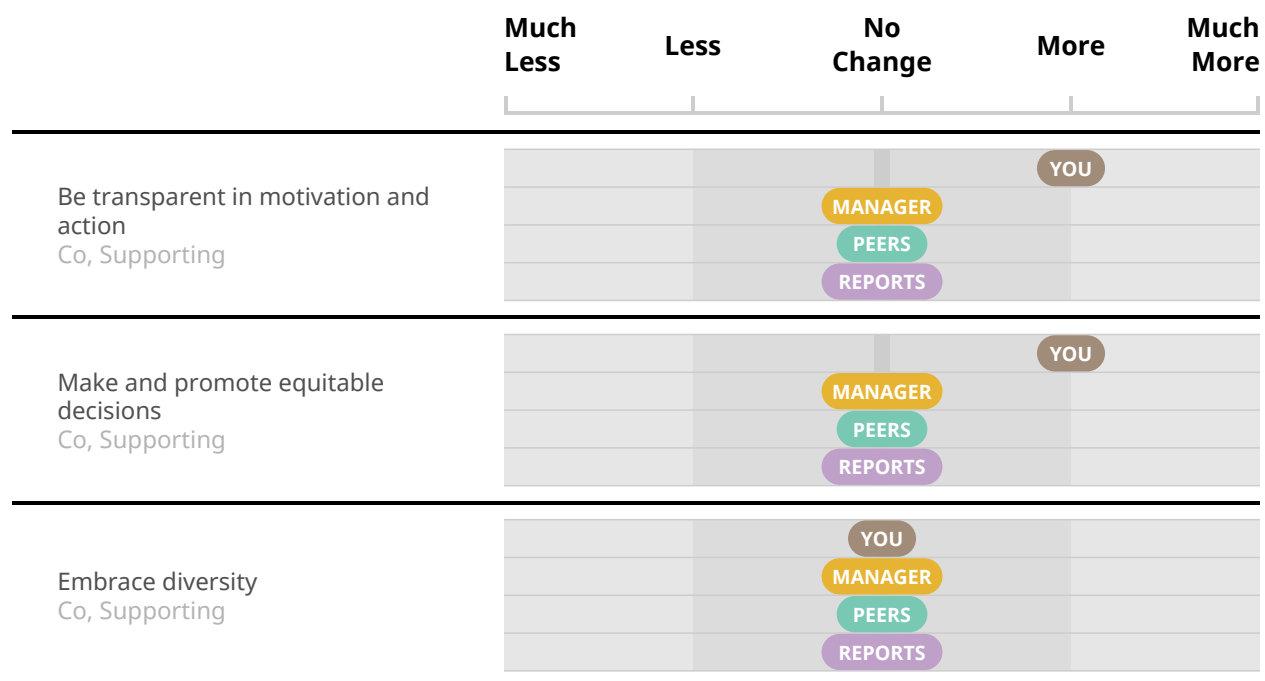 Much Less
Less
No Change
More
Much More
Be transparent in motivation and
action
Co, Supporting
YOU
MANAGER
PEERS
REPORTS
Make and promote equitable
decisions
Co, Supporting
YOU
MANAGER
PEERS
REPORTS
Embrace diversity
Co, Supporting
YOU
MANAGER
PEERS
REPORTS